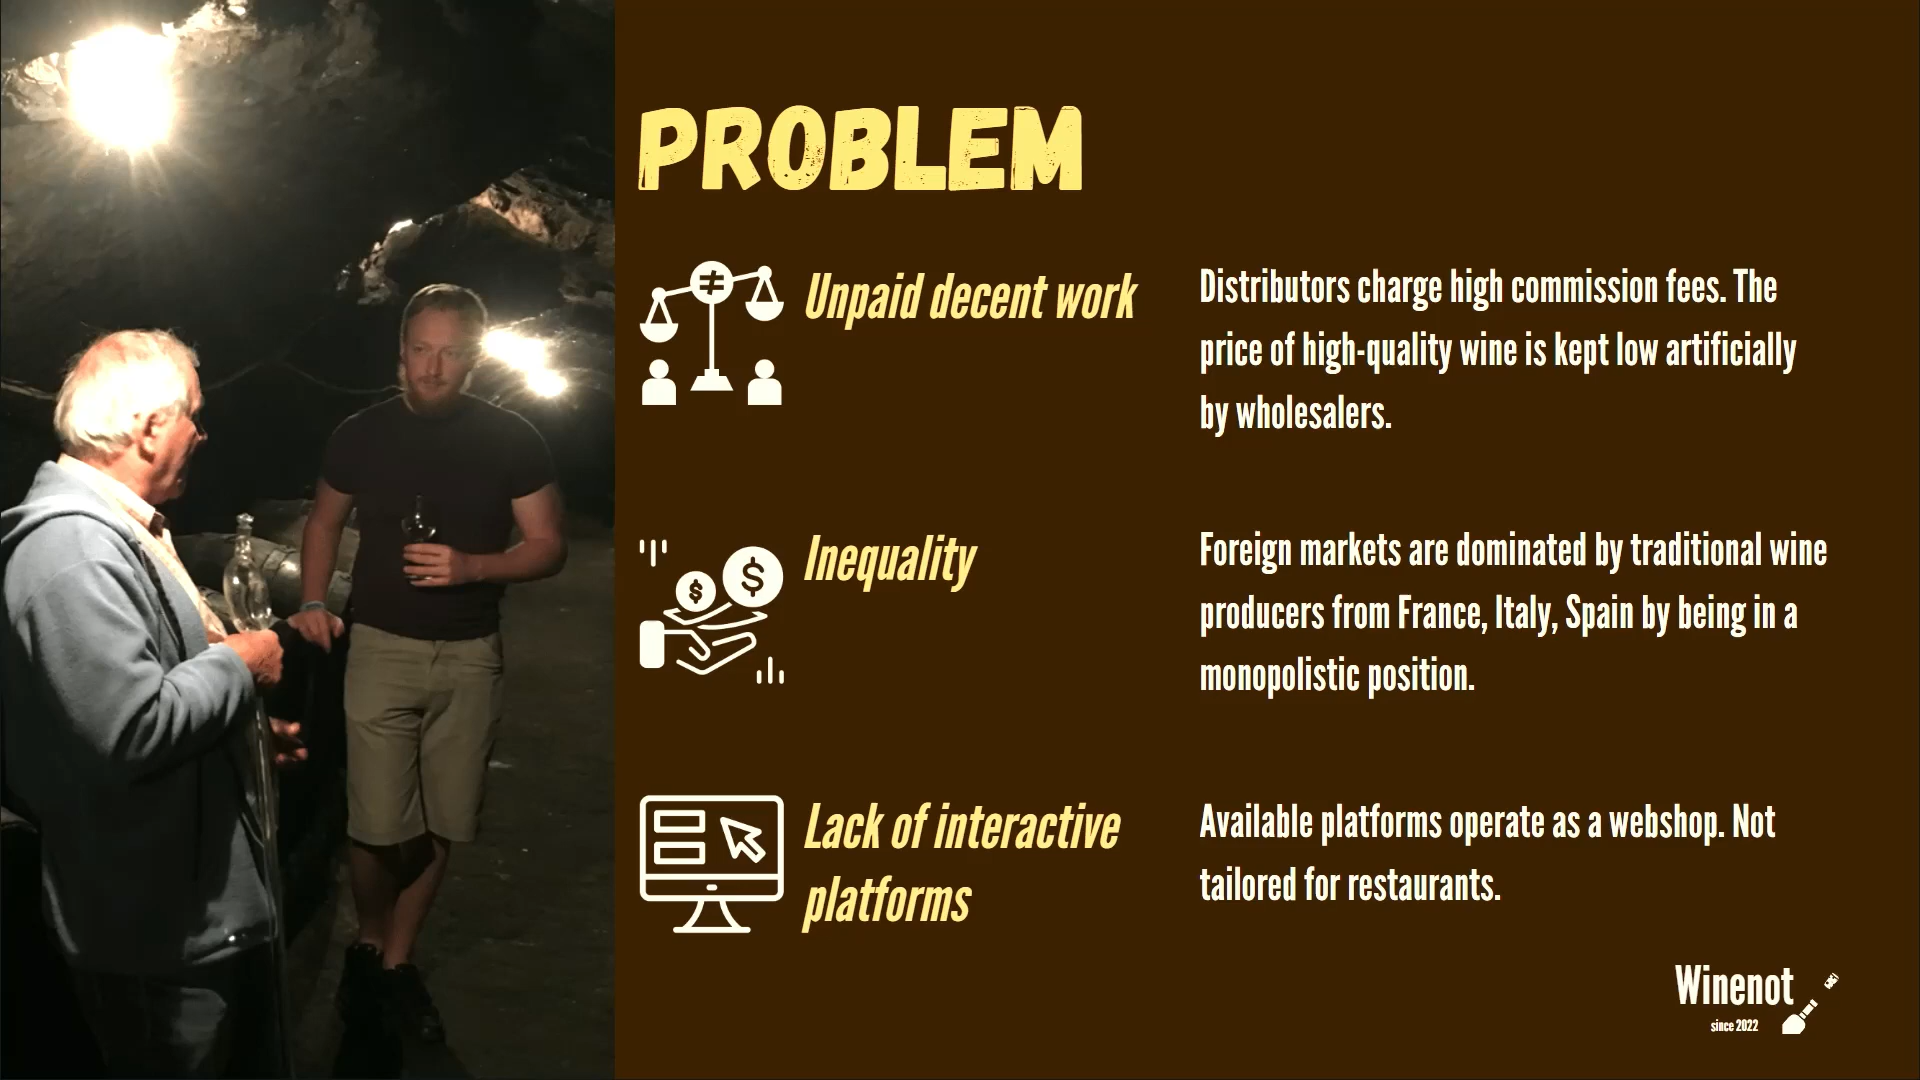 PROBLEM
Unpaid decent work
Distributors charge high commission fees. The
price of high-quality wine is kept low artificially
by wholesalers.
Inequality
Foreign markets are dominated by traditional wine
producers from France, Italy, Spain by being in a
monopolistic position.
Lack of interactive
platforms
Available platforms operate as a webshop. Not
tailored for restaurants.
Winenot
since 2022